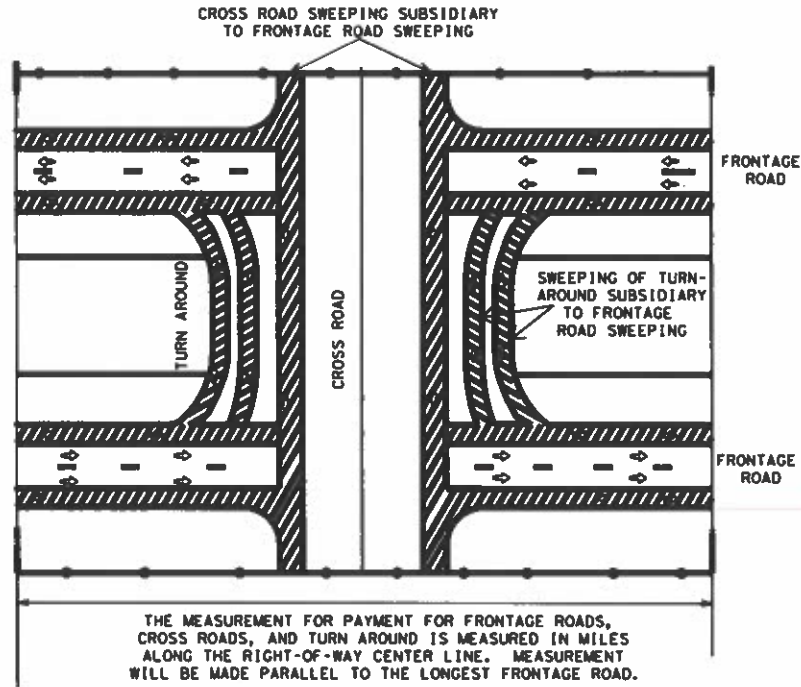 CROSS ROAD SWEEPING SUBSIDIARY
TO FRONTAGE ROAD SWEEPING
FRONTAGE
ROAD
TURN AROUND
CROSS ROAD
SWEEPING OF TURN-
AROUND SUBSIDIARY
TO FRONTAGE
ROAD SWEEPING
FRONTAGE
ROAD
THE MEASUREMENT FOR PAYMENT FOR FRONTAGE ROADS,
CROSS ROADS, AND TURN AROUND IS MEASURED IN MILES
ALONG THE RIGHT-OF-WAY CENTER LINE. MEASUREMENT
WILL BE MADE PARALLEL TO THE LONGEST FRONTAGE ROAD.